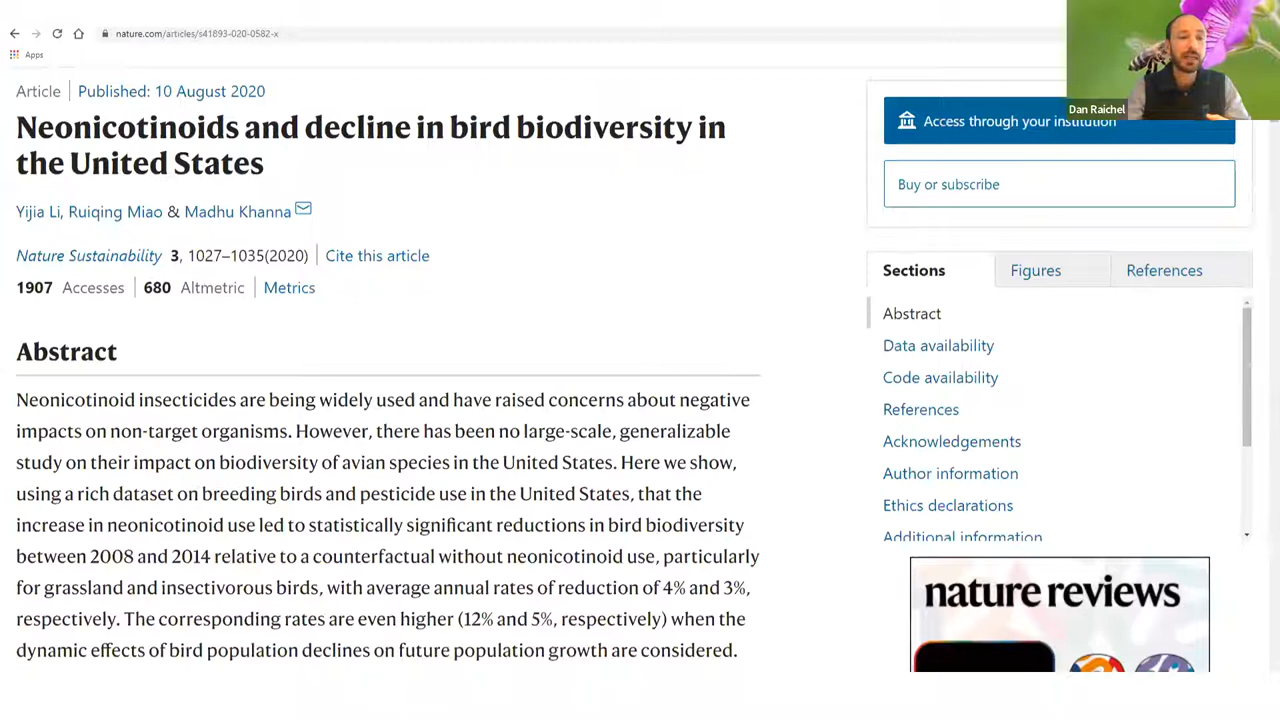 nature.com/articles/s41893-020-0582-x
Apps
Dan Raichel
Article | Published: 10 August 2020
Neonicotinoids and decline in bird biodiversity in
the United States
Yijia Li, Ruiqing Miao & Madhu Khanna
Nature Sustainability 3, 1027–1035(2020) | Cite this article
1907 Accesses | 680 Altmetric | Metrics
Abstract
Neonicotinoid insecticides are being widely used and have raised concerns about negative
impacts on non-target organisms. However, there has been no large-scale, generalizable
study on their impact on biodiversity of avian species in the United States. Here we show,
using a rich dataset on breeding birds and pesticide use in the United States, that the
increase in neonicotinoid use led to statistically significant reductions in bird biodiversity
between 2008 and 2014 relative to a counterfactual without neonicotinoid use, particularly
for grassland and insectivorous birds, with average annual rates of reduction of 4% and 3%,
respectively. The corresponding rates are even higher (12% and 5%, respectively) when the
dynamic effects of bird population declines on future population growth are considered.
Access through your institution
Buy or subscribe
Sections Figures References
Abstract
Data availability
Code availability
References
Acknowledgements
Author information
Ethics declarations
Additional information
nature reviews